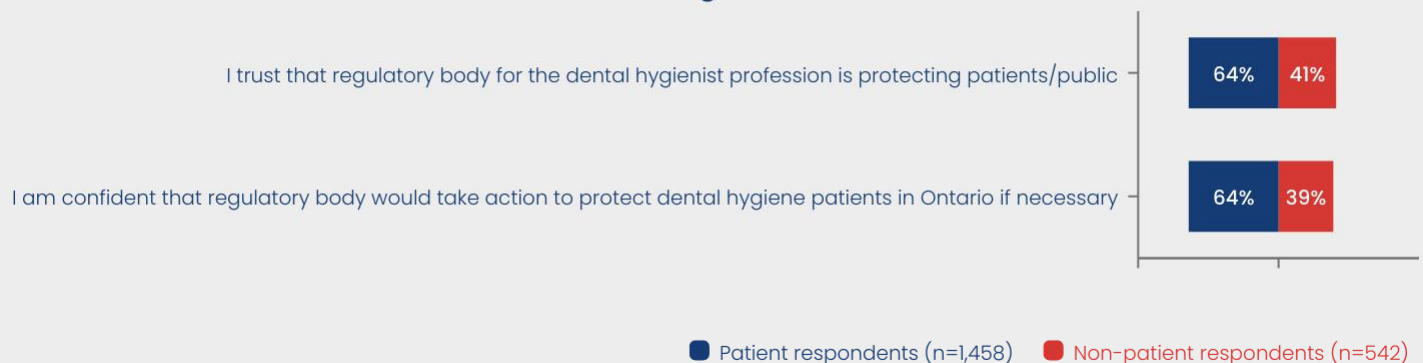 I trust that regulatory body for the dental hygienist profession is protecting patients/public
64% 41%
I am confident that regulatory body would take action to protect dental hygiene patients in Ontario if necessary
64% 39%
Patient respondents (n=1,458) Non-patient respondents (n=542)